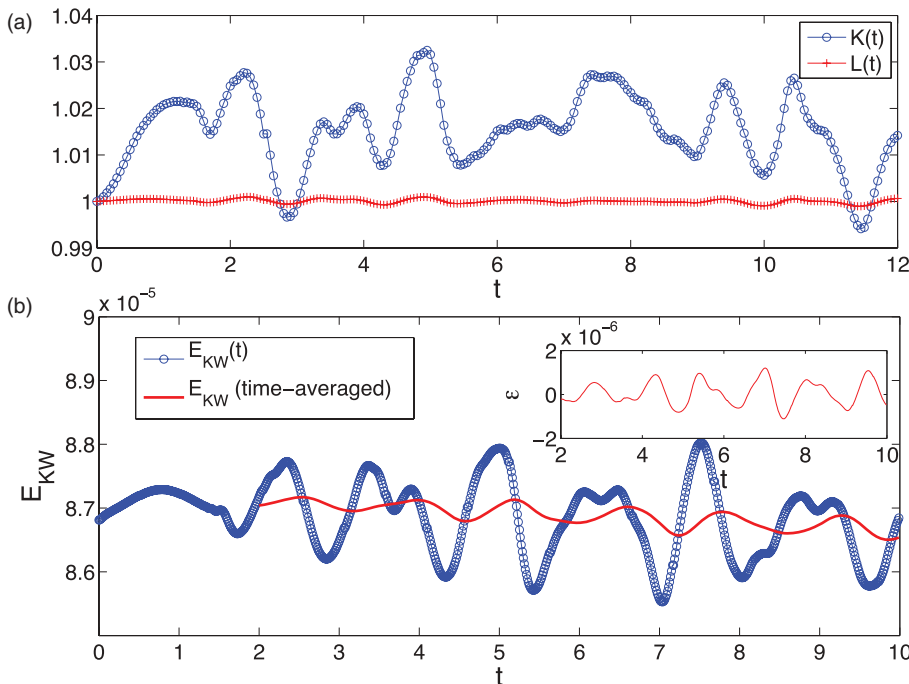 (a)
1.04
1.03
1.02
1.01
1
0.99
K(t)
L(t)
0 2 4 6 8 10 12
t
(b)
x 10⁻⁵
9
8.9
8.8
8.7
8.6
E_KW
E_KW(t)
E_KW (time-averaged)
x 10⁻⁶
2
0
−2
ε
2 4 6 8 10
t
0 1 2 3 4 5 6 7 8 9 10
t